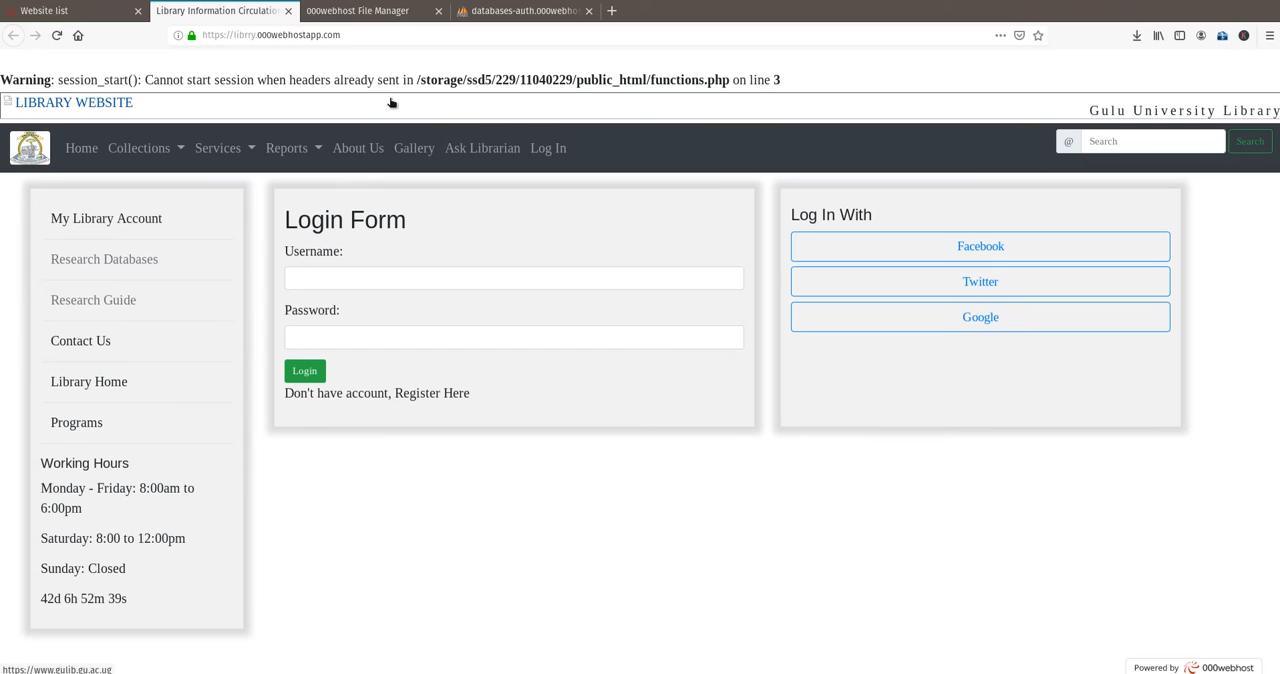 Website list
Library Information Circulatio
000webhost File Manager
databases-auth.000webhos
https://librry.000webhostapp.com
Warning: session_start(): Cannot start session when headers already sent in /storage/ssd5/229/11040229/public_html/functions.php on line 3
LIBRARY WEBSITE
Gulu University Library
Home Collections Services Reports About Us Gallery Ask Librarian Log In
@ Search Search
My Library Account
Research Databases
Research Guide
Contact Us
Library Home
Programs
Working Hours
Monday - Friday: 8:00am to
6:00pm
Saturday: 8:00 to 12:00pm
Sunday: Closed
42d 6h 52m 39s
Login Form
Username:
Password:
Login
Don't have account, Register Here
Log In With
Facebook
Twitter
Google
https://www.gulib.gu.ac.ug
Powered by 000webhost